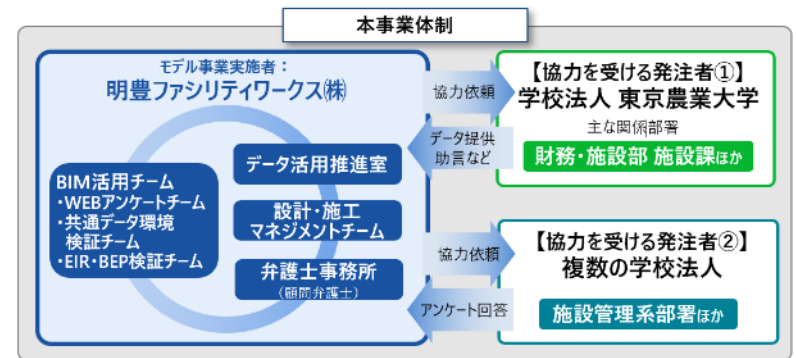 本事業体制
モデル事業実施者：
明豊ファシリティワークス㈱
BIM活用チーム
・WEBアンケートチーム
・共通データ環境
検証チーム
・EIR・BEP検証チーム
データ活用推進室
設計・施工
マネジメントチーム
弁護士事務所
（顧問弁護士）
協力依頼
データ提供
助言など
【協力を受ける発注者①】
学校法人 東京農業大学
主な関係部署
財務・施設部 施設課ほか
協力依頼
アンケート回答
【協力を受ける発注者②】
複数の学校法人
施設管理系部署ほか